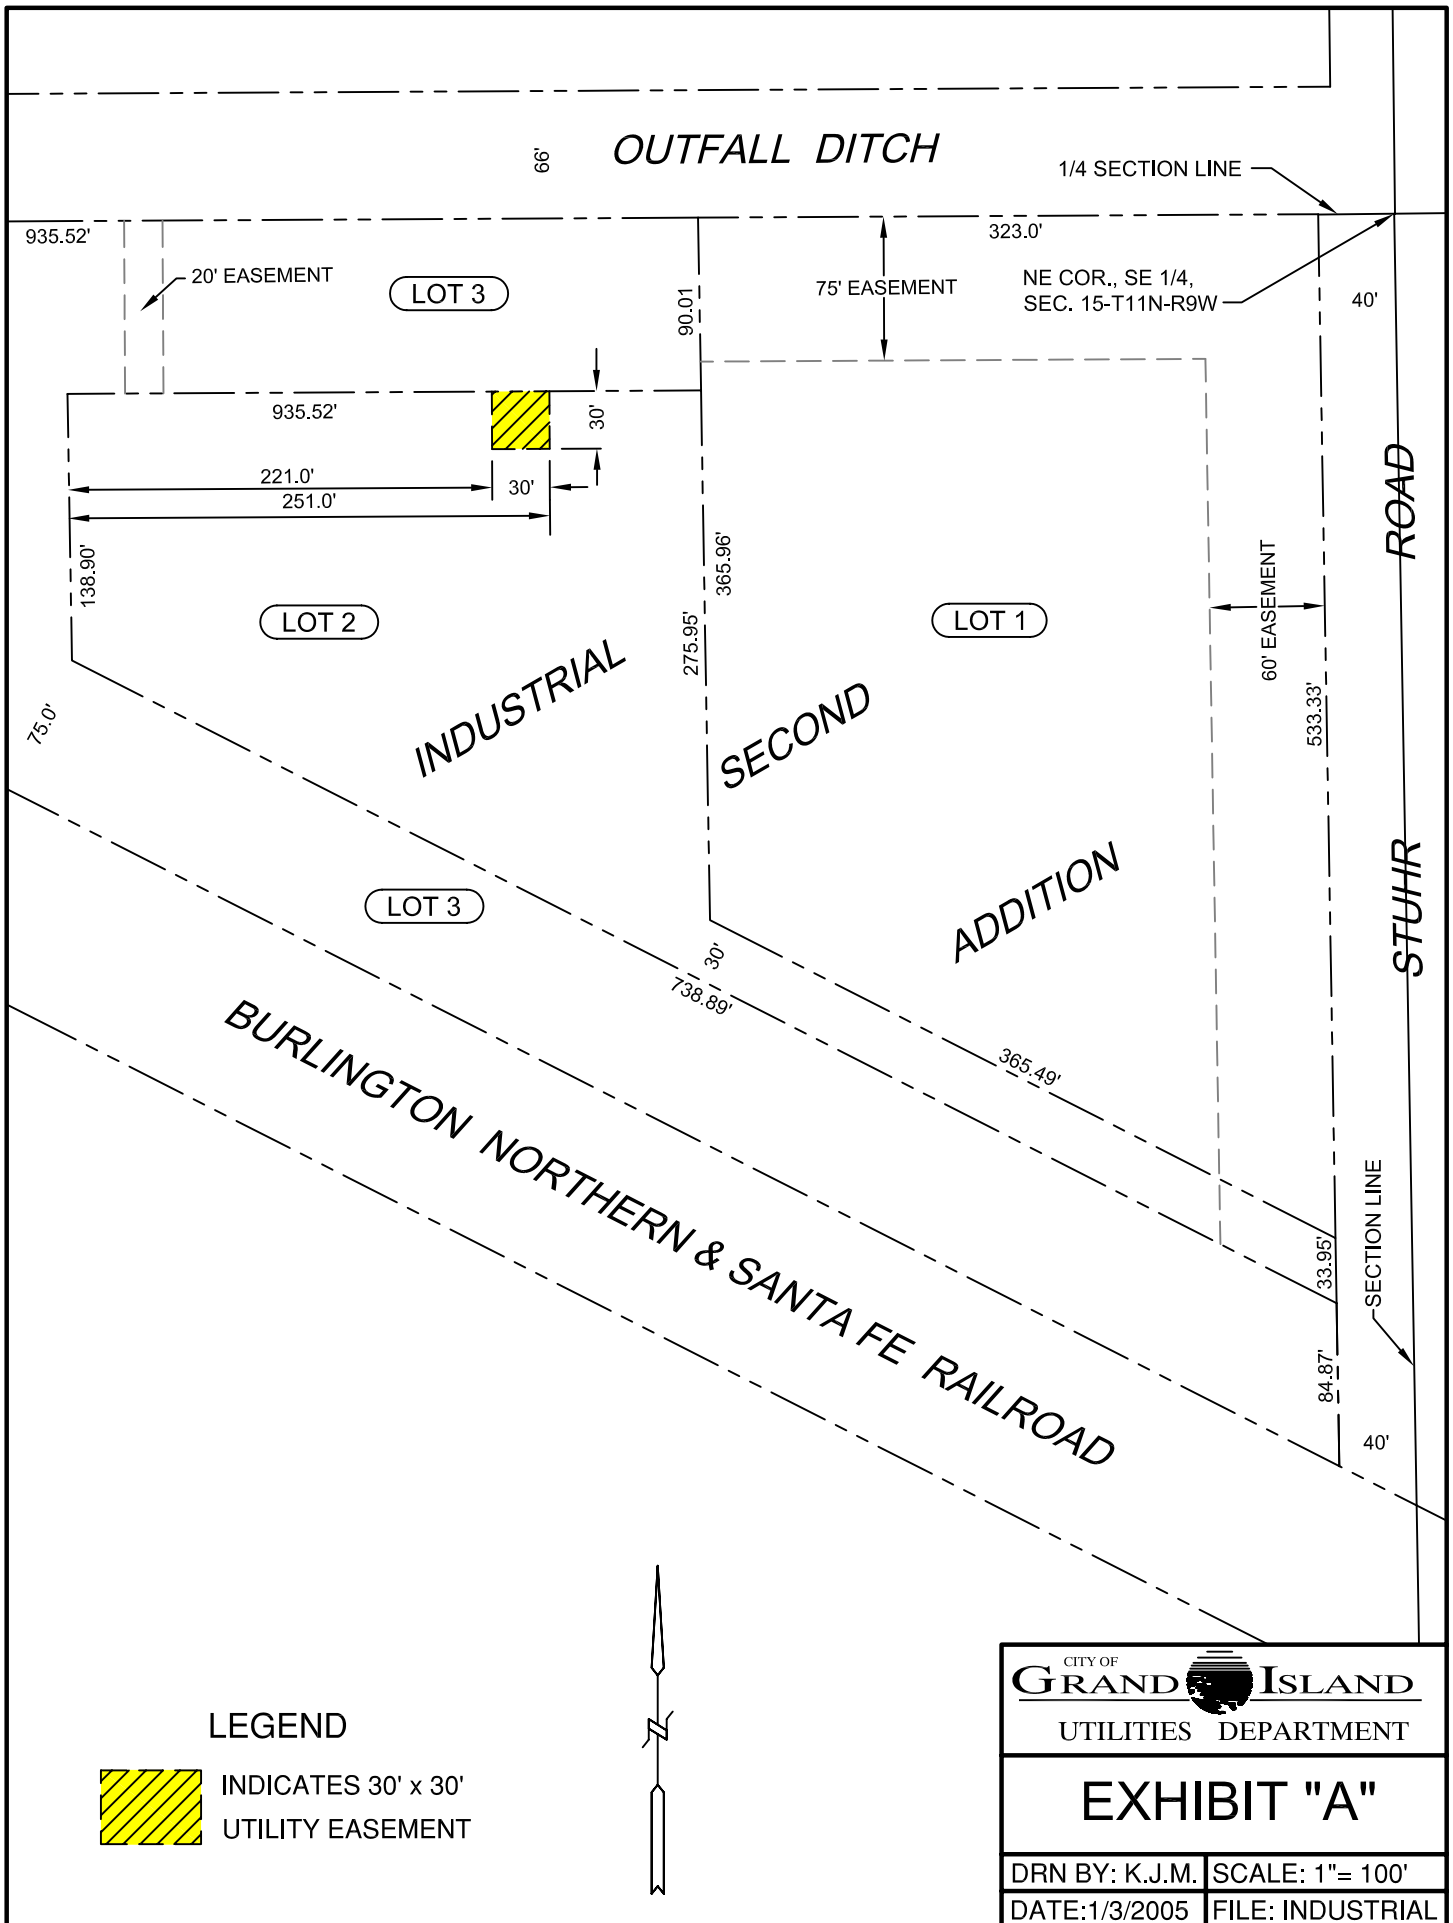 OUTFALL DITCH
66'
1/4 SECTION LINE
935.52'
323.0'
20' EASEMENT
LOT 3
90.01
75' EASEMENT
NE COR., SE 1/4,
SEC. 15-T11N-R9W
40'
935.52'
30'
221.0'
30'
251.0'
138.90'
365.96'
275.95'
LOT 2
LOT 1
60' EASEMENT
533.33'
STUHR ROAD
75.0'
INDUSTRIAL SECOND ADDITION
LOT 3
30'
738.89'
365.49'
BURLINGTON NORTHERN & SANTA FE RAILROAD
33.95'
SECTION LINE
84.87'
40'
LEGEND
INDICATES 30' x 30'
UTILITY EASEMENT
CITY OF
GRAND ISLAND
UTILITIES DEPARTMENT
EXHIBIT "A"
DRN BY: K.J.M.
SCALE: 1"= 100'
DATE:1/3/2005
FILE: INDUSTRIAL